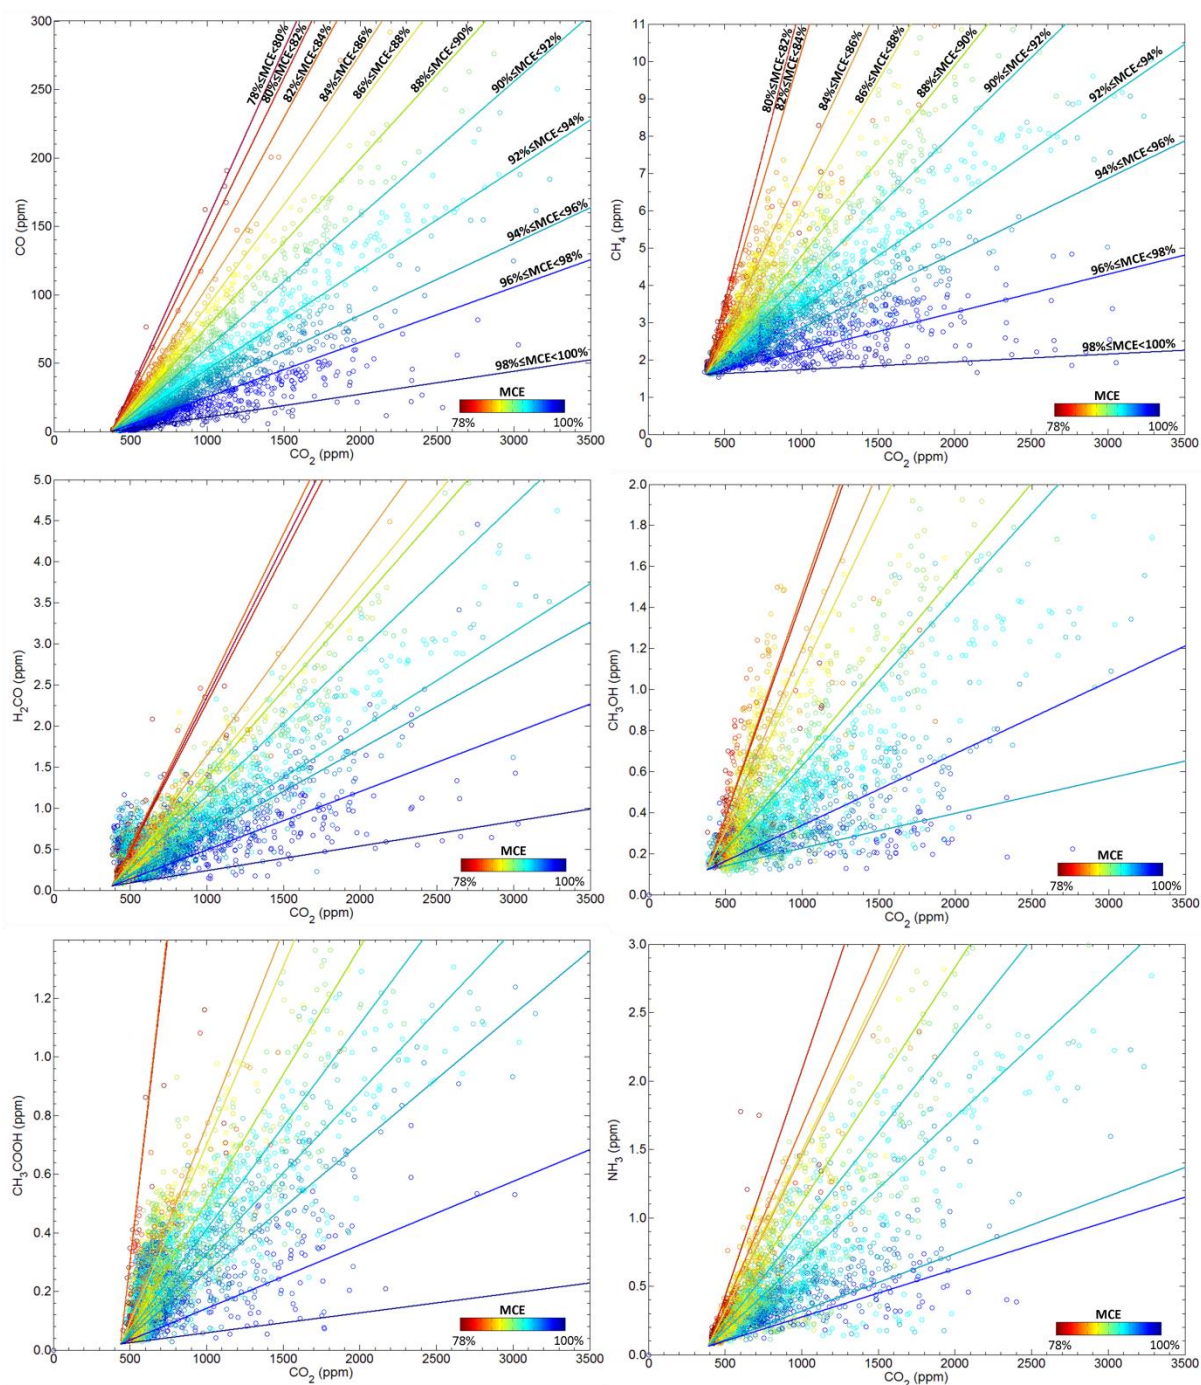 300
250
200
150
100
50
0
CO (ppm)
78%≤MCE<80%
80%≤MCE<82%
82%≤MCE<84%
84%≤MCE<86%
86%≤MCE<88%
88%≤MCE<90%
90%≤MCE<92%
92%≤MCE<94%
94%≤MCE<96%
96%≤MCE<98%
98%≤MCE<100%
MCE
78% 100%
0 500 1000 1500 2000 2500 3000 3500
CO2 (ppm)
11
10
9
8
7
6
5
4
3
2
1
0
CH4 (ppm)
80%≤MCE<82%
82%≤MCE<84%
84%≤MCE<86%
86%≤MCE<88%
88%≤MCE<90%
90%≤MCE<92%
92%≤MCE<94%
94%≤MCE<96%
96%≤MCE<98%
98%≤MCE<100%
MCE
78% 100%
0 500 1000 1500 2000 2500 3000 3500
CO2 (ppm)
5.0
4.5
4.0
3.5
3.0
2.5
2.0
1.5
1.0
0.5
0.0
H2CO (ppm)
MCE
78% 100%
0 500 1000 1500 2000 2500 3000 3500
CO2 (ppm)
2.0
1.8
1.6
1.4
1.2
1.0
0.8
0.6
0.4
0.2
0.0
CH3OH (ppm)
MCE
78% 100%
0 500 1000 1500 2000 2500 3000 3500
CO2 (ppm)
1.2
1.0
0.8
0.6
0.4
0.2
0.0
CH3COOH (ppm)
MCE
78% 100%
0 500 1000 1500 2000 2500 3000 3500
CO2 (ppm)
3.0
2.5
2.0
1.5
1.0
0.5
0.0
NH3 (ppm)
MCE
78% 100%
0 500 1000 1500 2000 2500 3000 3500
CO2 (ppm)